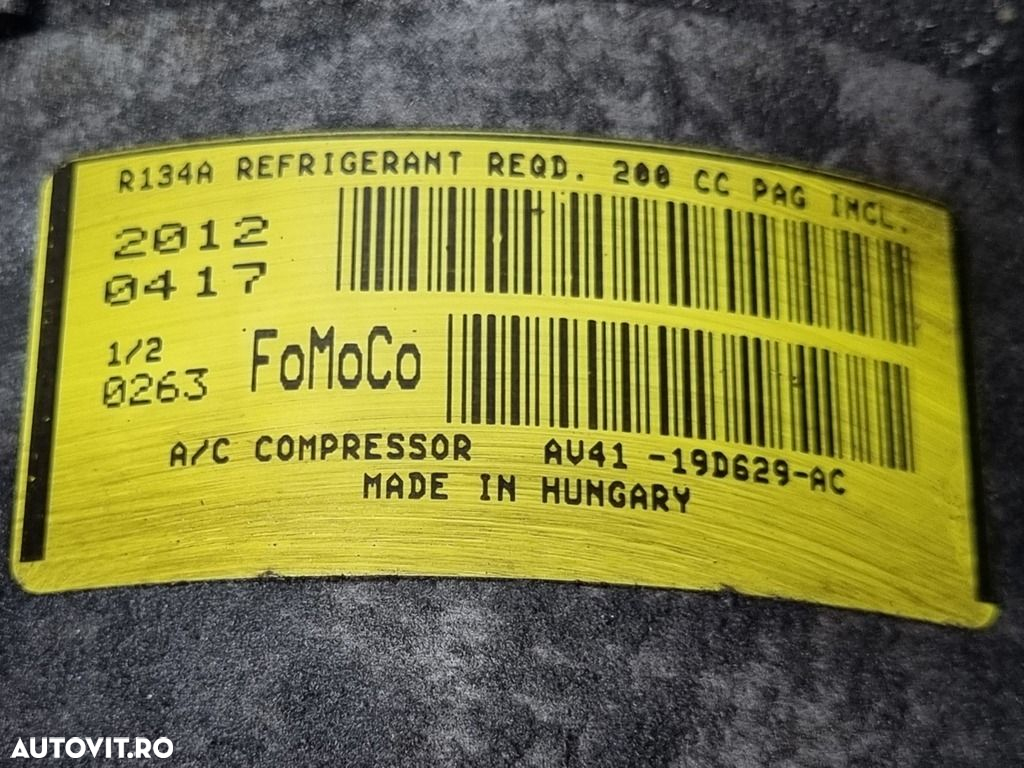 R134A REFRIGERANT REQD. 200 CC PAG INCL.
2012
0417
1/2
0263
FoMoCo
A/C COMPRESSOR AV41-19D629-AC
MADE IN HUNGARY
AUTOVIT.RO